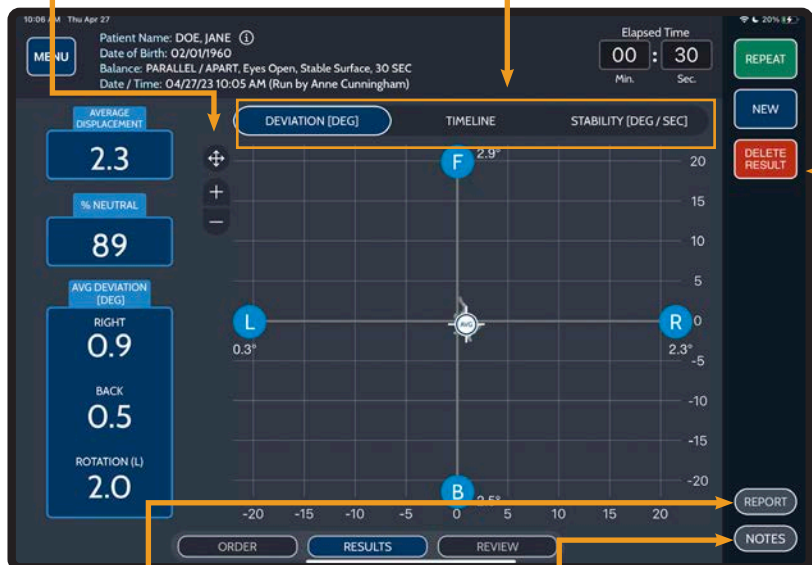 10:06 AM Thu Apr 27
20%
MENU
Patient Name: DOE, JANE
Date of Birth: 02/01/1960
Balance: PARALLEL / APART, Eyes Open, Stable Surface, 30 SEC
Date / Time: 04/27/23 10:05 AM (Run by Anne Cunningham)
Elapsed Time
00 : 30
Min. Sec.
REPEAT
NEW
DELETE
RESULT
AVERAGE
DISPLACEMENT
2.3
% NEUTRAL
89
AVG DEVIATION
[DEG]
RIGHT
0.9
BACK
0.5
ROTATION (L)
2.0
DEVIATION [DEG] TIMELINE STABILITY [DEG / SEC]
+
−
F 2.9°
L
0.3°
AVG
R
2.3°
B 2.5°
20
15
10
5
0
-5
-10
-15
-20
-20 -15 -10 -5 0 5 10 15 20
ORDER RESULTS REVIEW
REPORT
NOTES